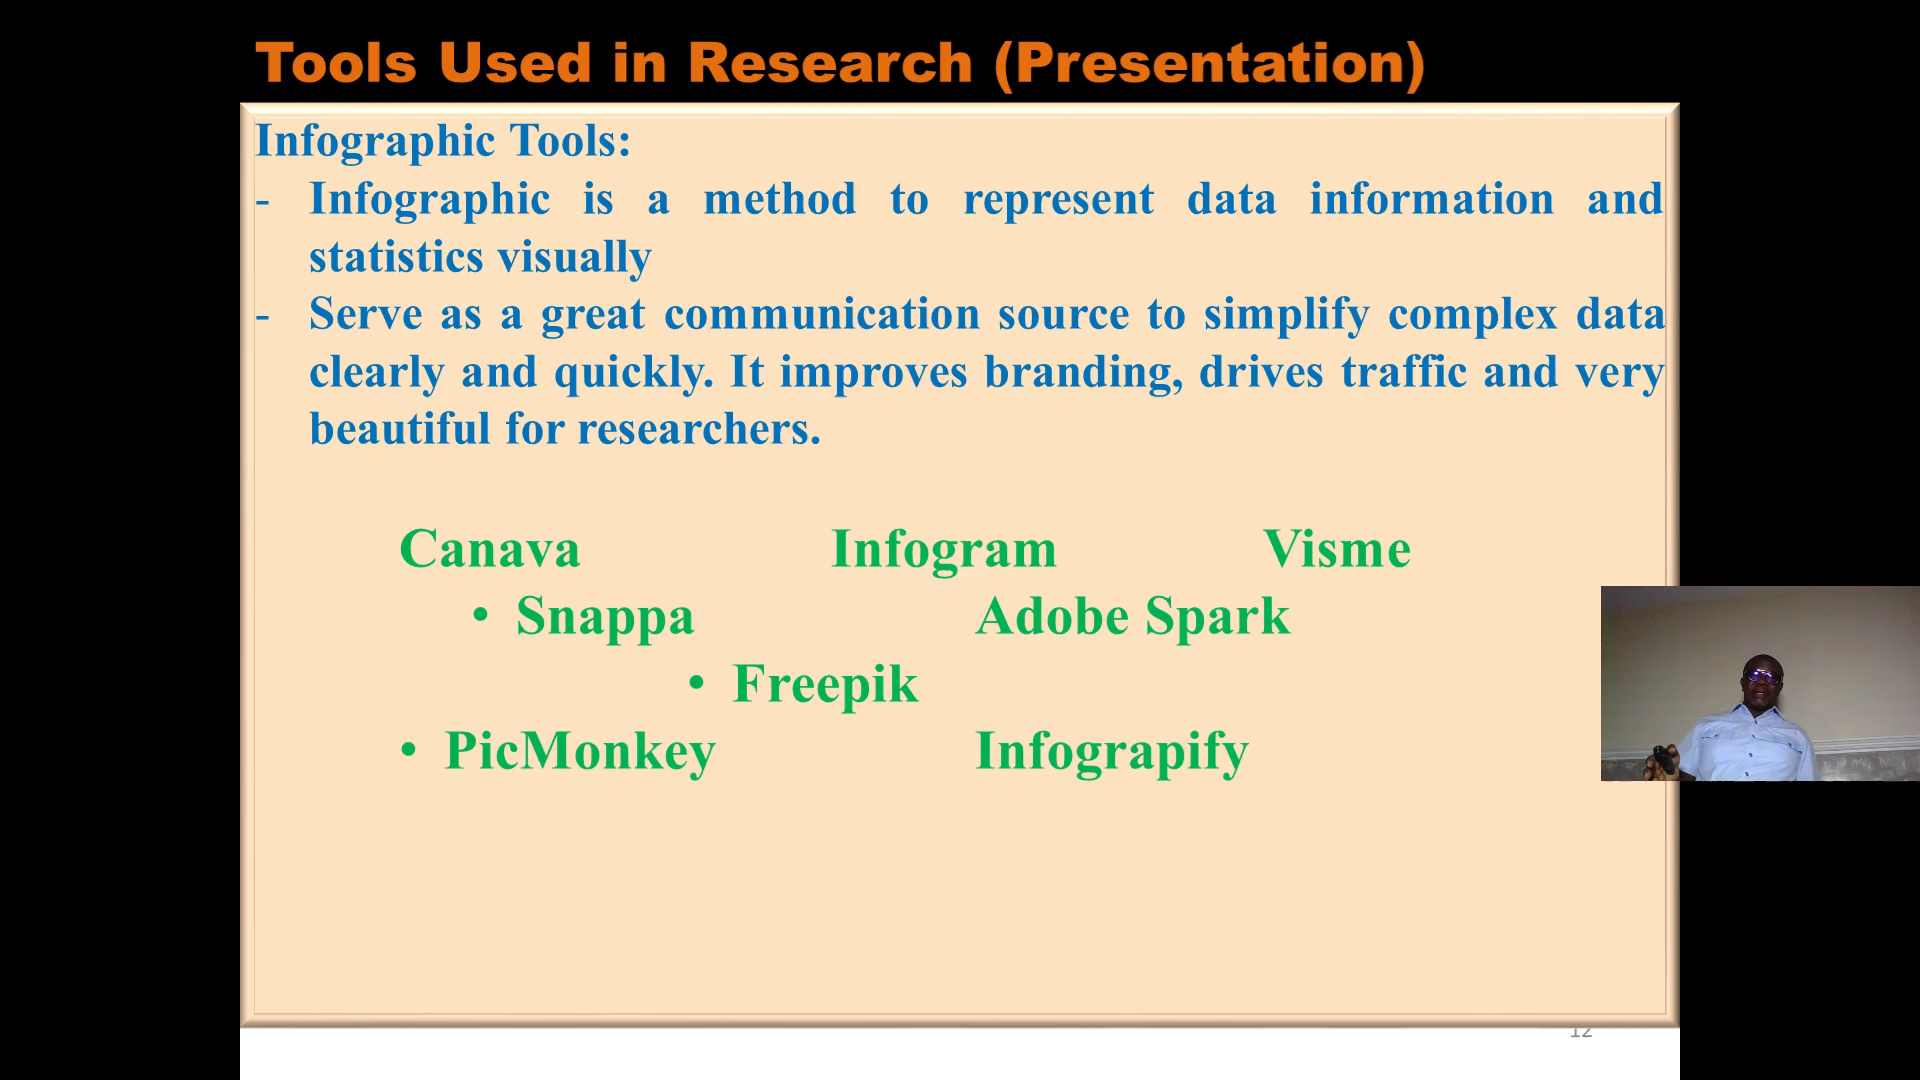 Tools Used in Research (Presentation)
Infographic Tools:
- Infographic is a method to represent data information and
statistics visually
- Serve as a great communication source to simplify complex data
clearly and quickly. It improves branding, drives traffic and very
beautiful for researchers.
Canava Infogram Visme
• Snappa Adobe Spark
• Freepik
• PicMonkey Infograpify
12